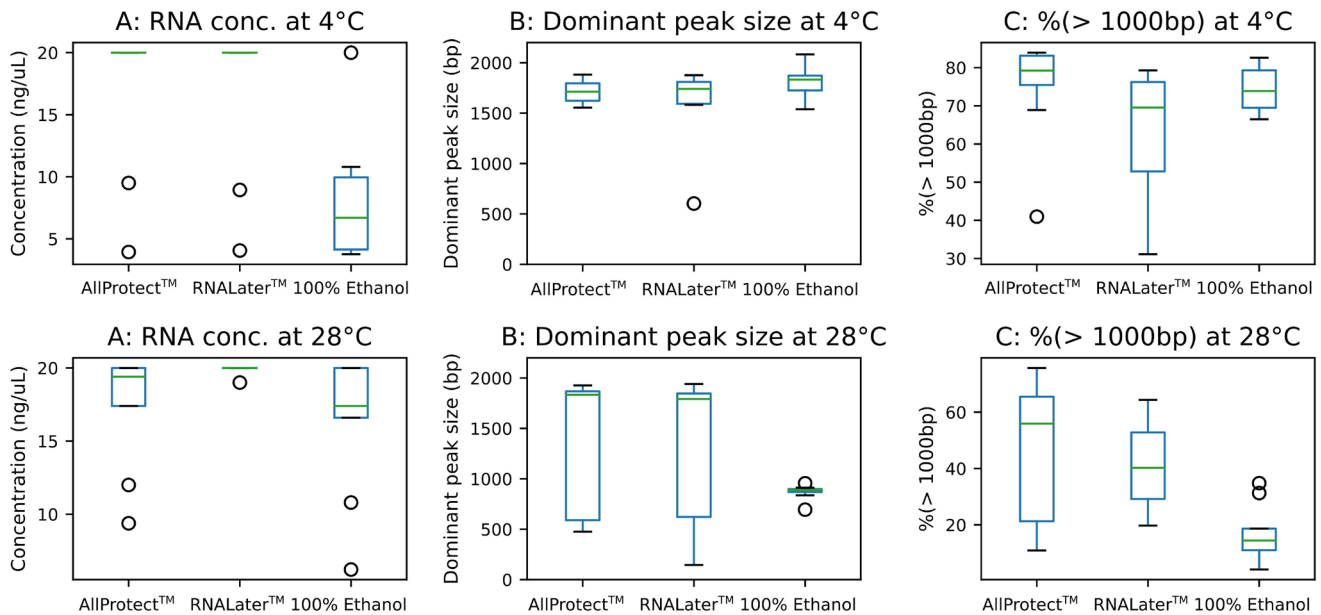 A: RNA conc. at 4°C
Concentration (ng/uL)
20
15
10
5
AllProtect™ RNALater™ 100% Ethanol
B: Dominant peak size at 4°C
Dominant peak size (bp)
2000
1500
1000
500
0
AllProtect™ RNALater™ 100% Ethanol
C: %(> 1000bp) at 4°C
%(> 1000bp)
80
70
60
50
40
30
AllProtect™ RNALater™ 100% Ethanol
A: RNA conc. at 28°C
Concentration (ng/uL)
20
15
10
AllProtect™ RNALater™ 100% Ethanol
B: Dominant peak size at 28°C
Dominant peak size (bp)
2000
1500
1000
500
0
AllProtect™ RNALater™ 100% Ethanol
C: %(> 1000bp) at 28°C
%(> 1000bp)
60
40
20
AllProtect™ RNALater™ 100% Ethanol